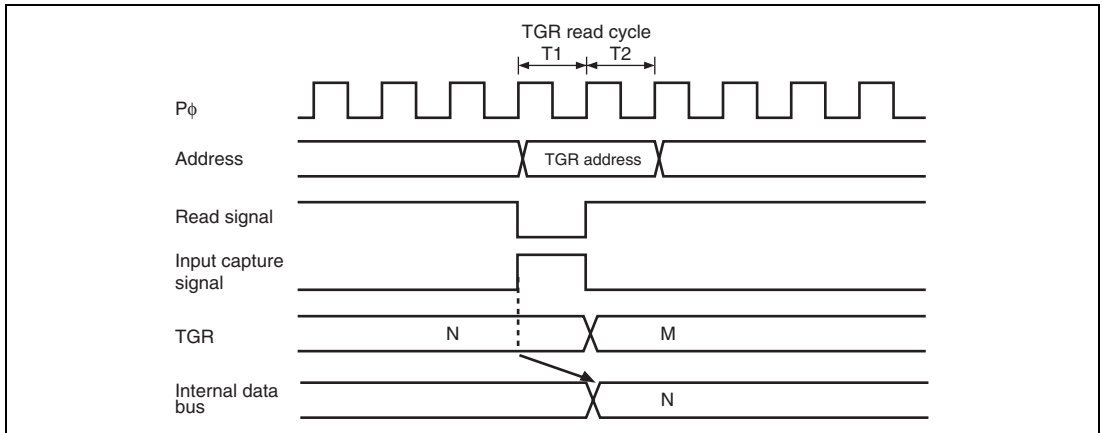 TGR read cycle
T1 T2
Pϕ
Address TGR address
Read signal
Input capture
signal
TGR N M
Internal data
bus N